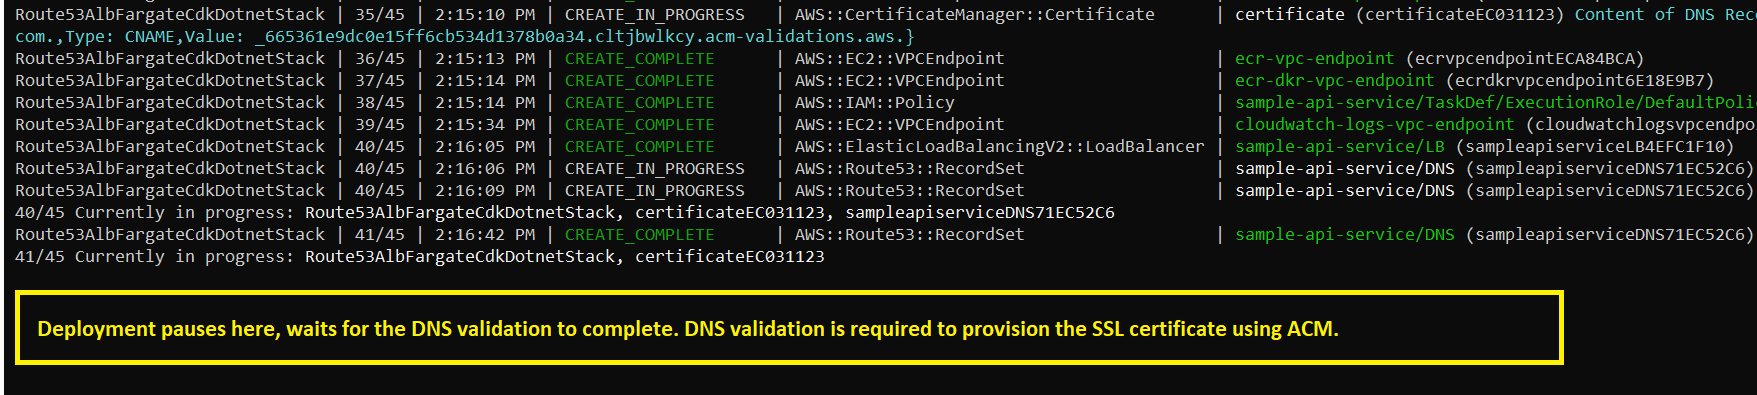 Route53AlbFargateCdkDotnetStack | 35/45 | 2:15:10 PM | CREATE_IN_PROGRESS | AWS::CertificateManager::Certificate | certificate (certificateEC031123) Content of DNS Rec
com.,Type: CNAME,Value: _665361e9dc0e15ff6cb534d1378b0a34.cltjbwlkcy.acm-validations.aws.}
Route53AlbFargateCdkDotnetStack | 36/45 | 2:15:13 PM | CREATE_COMPLETE | AWS::EC2::VPCEndpoint | ecr-vpc-endpoint (ecrvpcendpointECA84BCA)
Route53AlbFargateCdkDotnetStack | 37/45 | 2:15:14 PM | CREATE_COMPLETE | AWS::EC2::VPCEndpoint | ecr-dkr-vpc-endpoint (ecrdkrvpcendpoint6E18E9B7)
Route53AlbFargateCdkDotnetStack | 38/45 | 2:15:14 PM | CREATE_COMPLETE | AWS::IAM::Policy | sample-api-service/TaskDef/ExecutionRole/DefaultPoli
Route53AlbFargateCdkDotnetStack | 39/45 | 2:15:34 PM | CREATE_COMPLETE | AWS::EC2::VPCEndpoint | cloudwatch-logs-vpc-endpoint (cloudwatchlogsvpcendpo
Route53AlbFargateCdkDotnetStack | 40/45 | 2:16:05 PM | CREATE_COMPLETE | AWS::ElasticLoadBalancingV2::LoadBalancer | sample-api-service/LB (sampleapiserviceLB4EFC1F10)
Route53AlbFargateCdkDotnetStack | 40/45 | 2:16:06 PM | CREATE_IN_PROGRESS | AWS::Route53::RecordSet | sample-api-service/DNS (sampleapiserviceDNS71EC52C6)
Route53AlbFargateCdkDotnetStack | 40/45 | 2:16:09 PM | CREATE_IN_PROGRESS | AWS::Route53::RecordSet | sample-api-service/DNS (sampleapiserviceDNS71EC52C6)
40/45 Currently in progress: Route53AlbFargateCdkDotnetStack, certificateEC031123, sampleapiserviceDNS71EC52C6
Route53AlbFargateCdkDotnetStack | 41/45 | 2:16:42 PM | CREATE_COMPLETE | AWS::Route53::RecordSet | sample-api-service/DNS (sampleapiserviceDNS71EC52C6)
41/45 Currently in progress: Route53AlbFargateCdkDotnetStack, certificateEC031123
Deployment pauses here, waits for the DNS validation to complete. DNS validation is required to provision the SSL certificate using ACM.